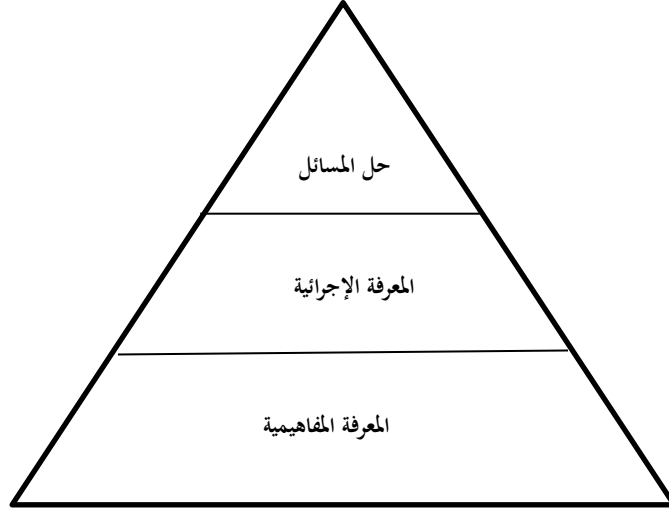 حل المسائل
المعرفة الإجرائية
المعرفة المفاهيمية